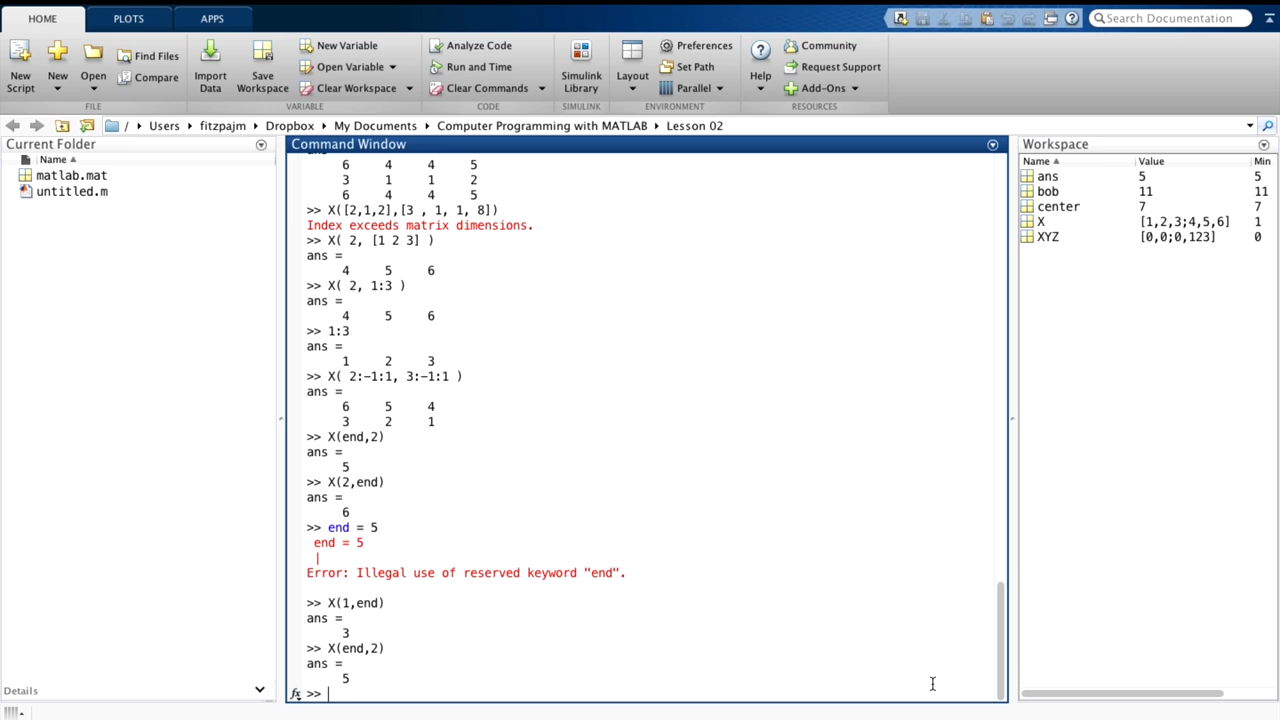 HOME PLOTS APPS Search Documentation
New Script New Open Find Files Compare Import Data Save Workspace New Variable Open Variable Clear Workspace Analyze Code Run and Time Clear Commands Simulink Library Layout Preferences Set Path Parallel Help Community Request Support Add-Ons
FILE VARIABLE CODE SIMULINK ENVIRONMENT RESOURCES
/ ▸ Users ▸ fitzpajm ▸ Dropbox ▸ My Documents ▸ Computer Programming with MATLAB ▸ Lesson 02
Current Folder
Name
matlab.mat
untitled.m
Details
Command Window
6 4 4 5
3 1 1 2
6 4 4 5
>> X([2,1,2],[3 , 1, 1, 8])
Index exceeds matrix dimensions.
>> X( 2, [1 2 3] )
ans =
4 5 6
>> X( 2, 1:3 )
ans =
4 5 6
>> 1:3
ans =
1 2 3
>> X( 2:-1:1, 3:-1:1 )
ans =
6 5 4
3 2 1
>> X(end,2)
ans =
5
>> X(2,end)
ans =
6
>> end = 5
end = 5
|
Error: Illegal use of reserved keyword "end".
>> X(1,end)
ans =
3
>> X(end,2)
ans =
5
fx >>
Workspace
Name Value Min
ans 5 5
bob 11 11
center 7 7
X [1,2,3;4,5,6] 1
XYZ [0,0;0,123] 0